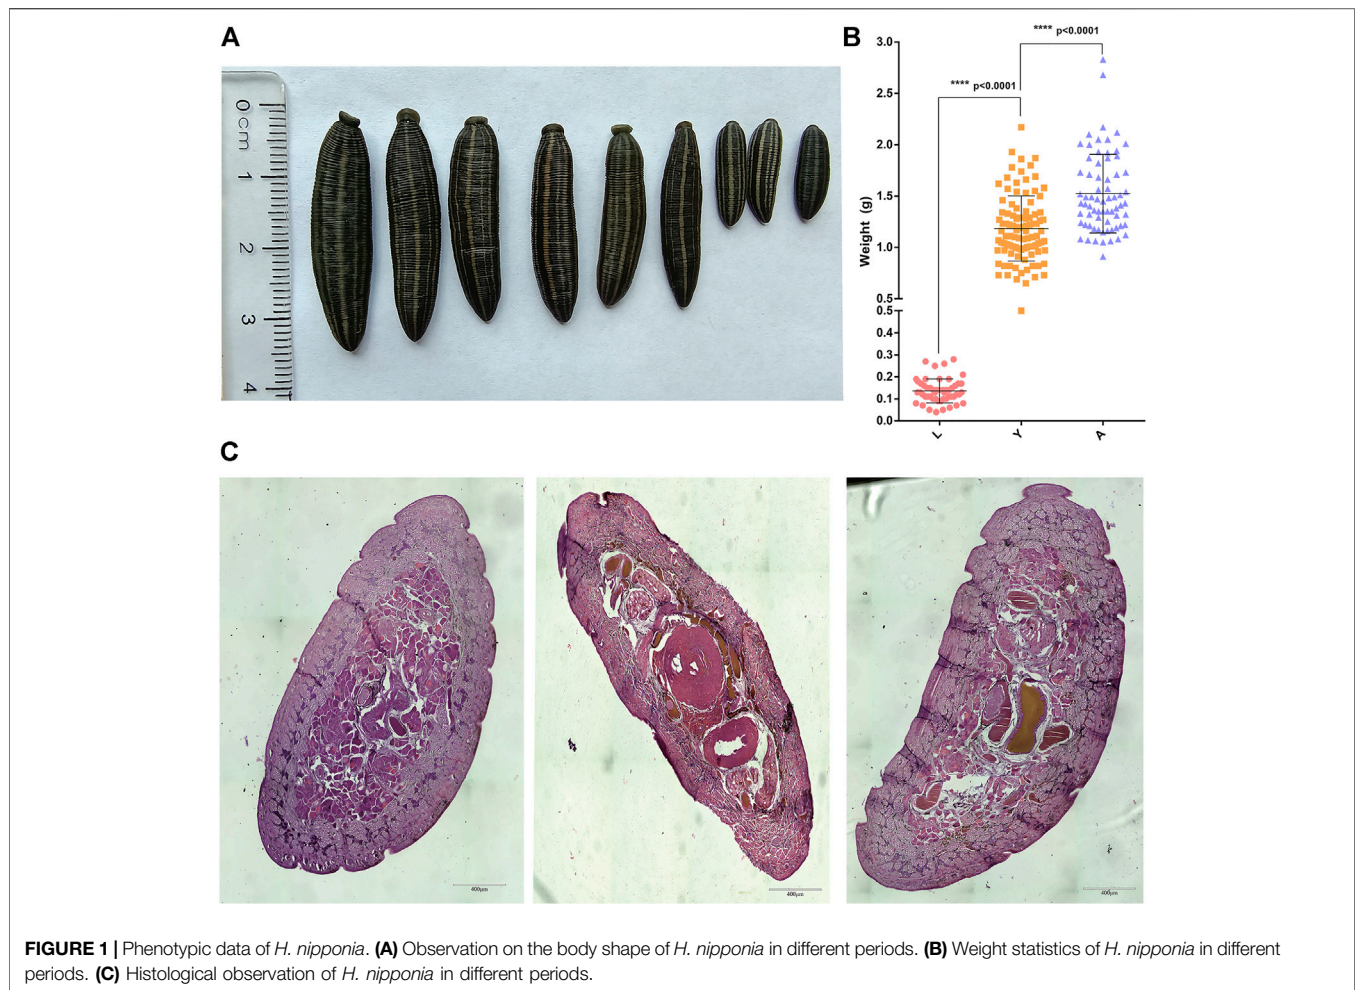 A
0 cm
1
2
3
4
B
**** p<0.0001
**** p<0.0001
3.0
2.5
2.0
1.5
1.0
0.5
0.5
0.4
0.3
0.2
0.1
0.0
Weight (g)
L Y A
C
400μm
400μm
400μm
FIGURE 1 | Phenotypic data of H. nipponia. (A) Observation on the body shape of H. nipponia in different periods. (B) Weight statistics of H. nipponia in different
periods. (C) Histological observation of H. nipponia in different periods.